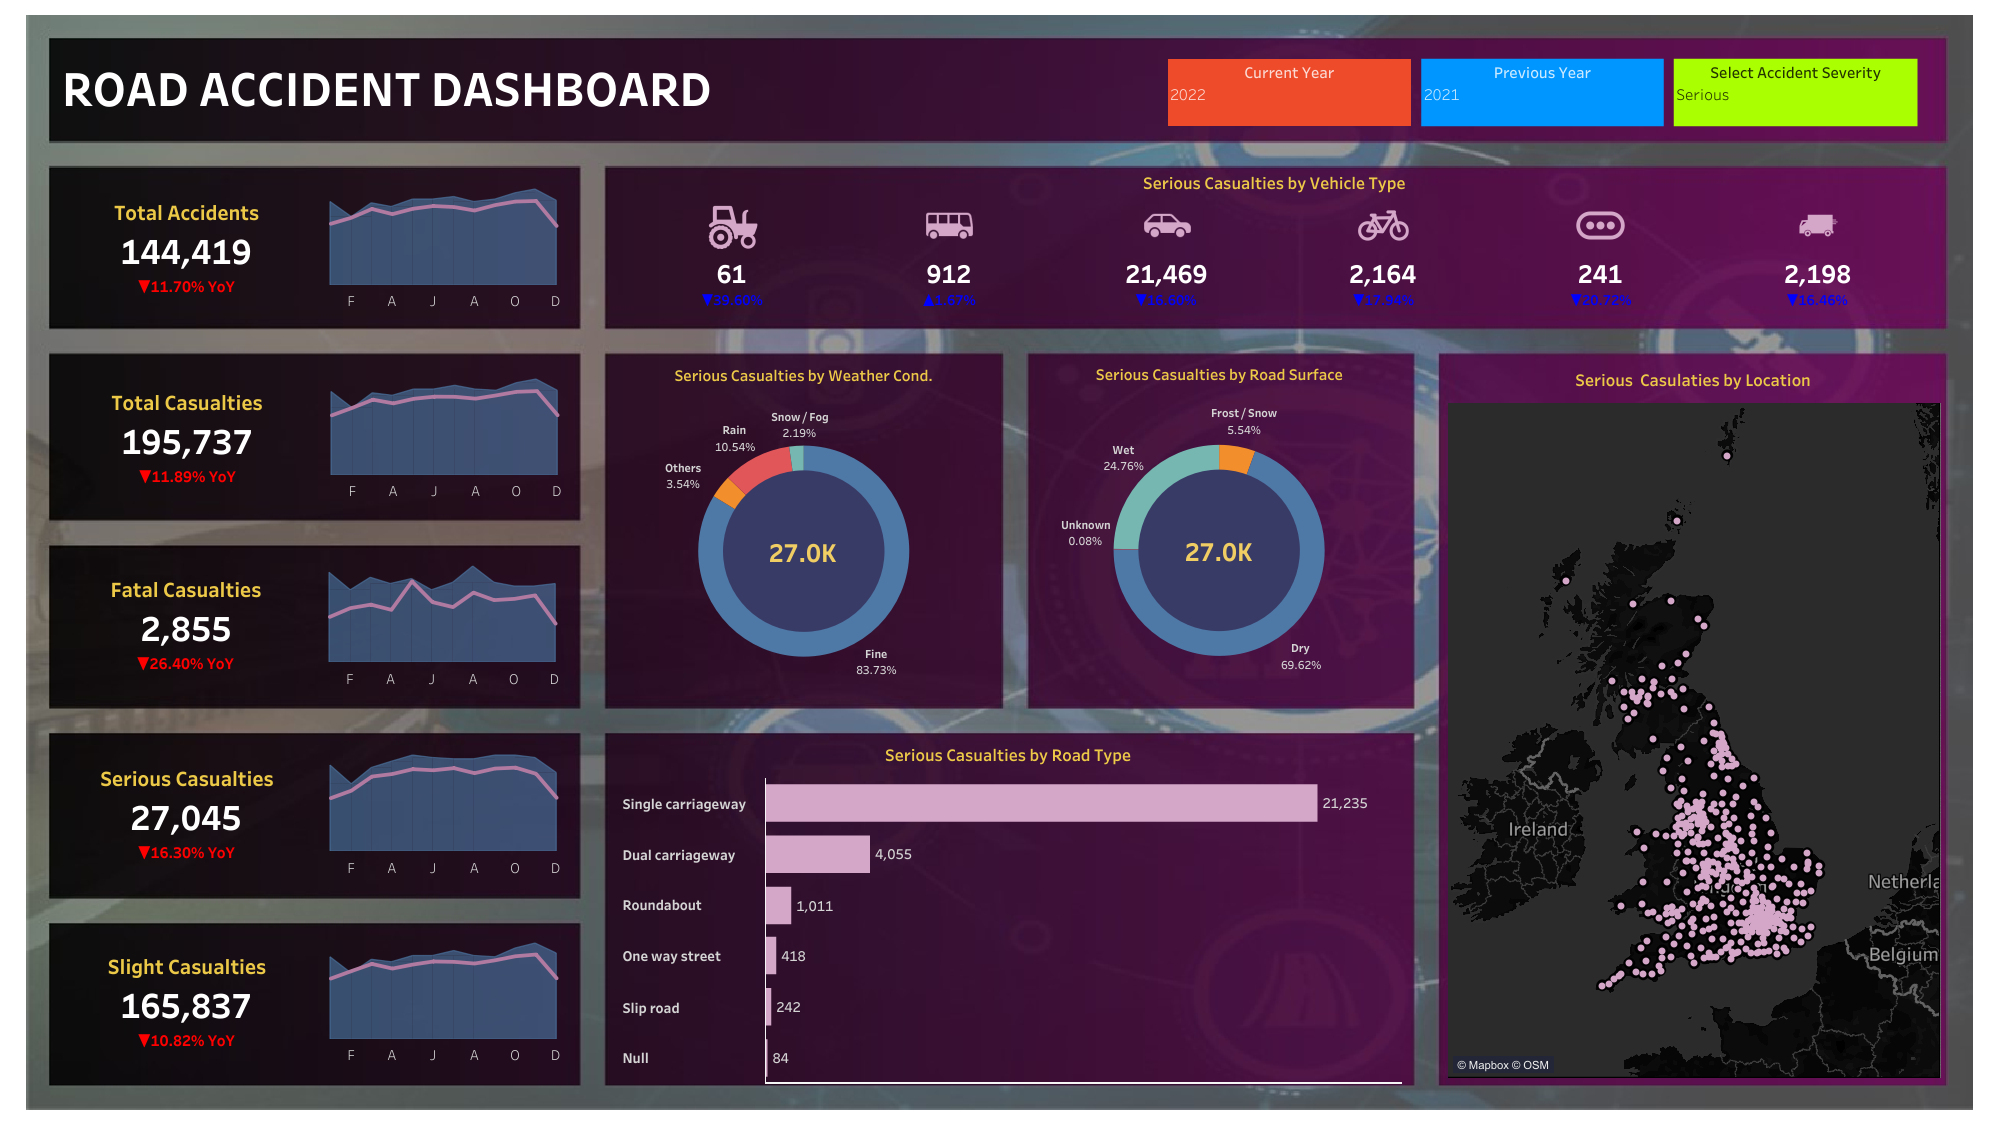 ROAD ACCIDENT DASHBOARD
Current Year
2022
Previous Year
2021
Select Accident Severity
Serious
Total Accidents
144,419
▼11.70% YoY
F A J A O D
Serious Casualties by Vehicle Type
61 912 21,469 2,164 241 2,198
▲1.67% ▼17.94% ▼20.72% ▼16.46%
Total Casualties
195,737
▼11.89% YoY
F A J A O D
Serious Casualties by Weather Cond.
Snow / Fog
2.19%
Rain
10.54%
Others
3.54%
27.0K
Fine
83.73%
Serious Casualties by Road Surface
Frost / Snow
5.54%
Wet
24.76%
Unknown
0.08%
27.0K
Dry
69.62%
Serious  Casulaties by Location
Ireland
Netherla
Belgium
© Mapbox © OSM
Fatal Casualties
2,855
▼26.40% YoY
F A J A O D
Serious Casualties
27,045
▼16.30% YoY
F A J A O D
Serious Casualties by Road Type
Single carriageway 21,235
Dual carriageway 4,055
Roundabout 1,011
One way street 418
Slip road 242
Null 84
Slight Casualties
165,837
▼10.82% YoY
F A J A O D